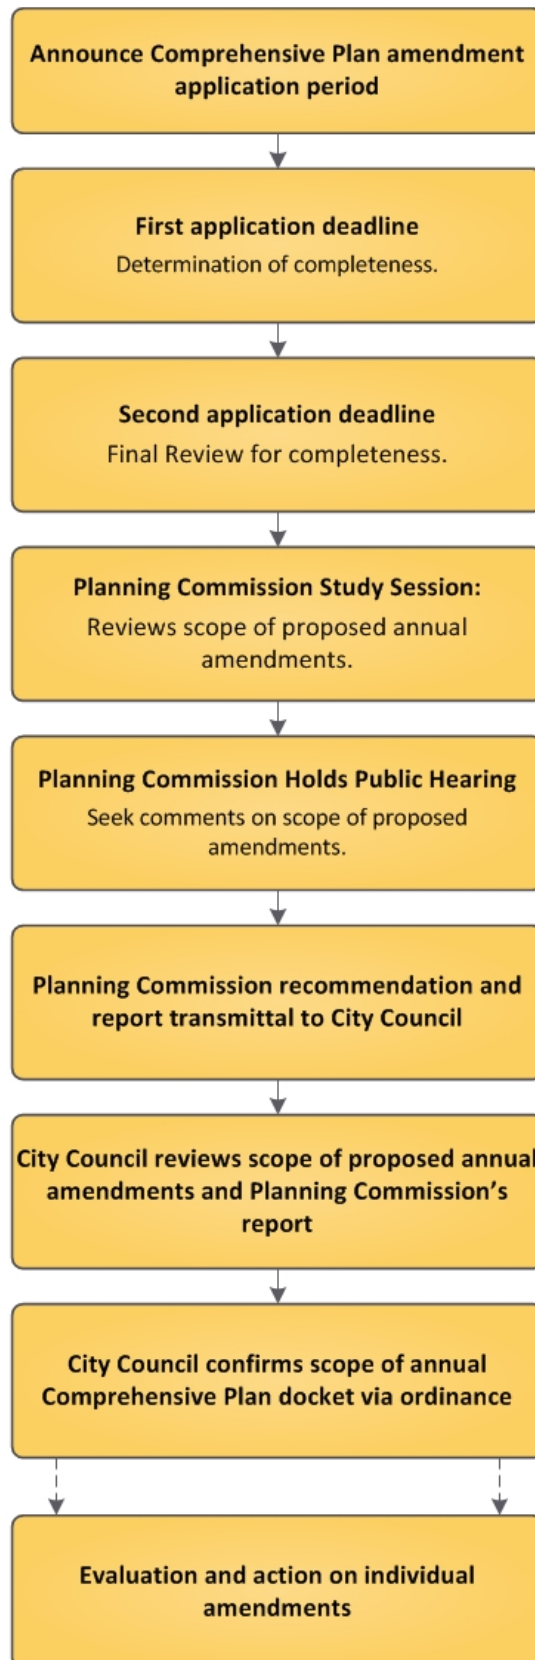 Announce Comprehensive Plan amendment
application period
First application deadline
Determination of completeness.
Second application deadline
Final Review for completeness.
Planning Commission Study Session:
Reviews scope of proposed annual
amendments.
Planning Commission Holds Public Hearing
Seek comments on scope of proposed
amendments.
Planning Commission recommendation and
report transmittal to City Council
City Council reviews scope of proposed annual
amendments and Planning Commission’s
report
City Council confirms scope of annual
Comprehensive Plan docket via ordinance
Evaluation and action on individual
amendments